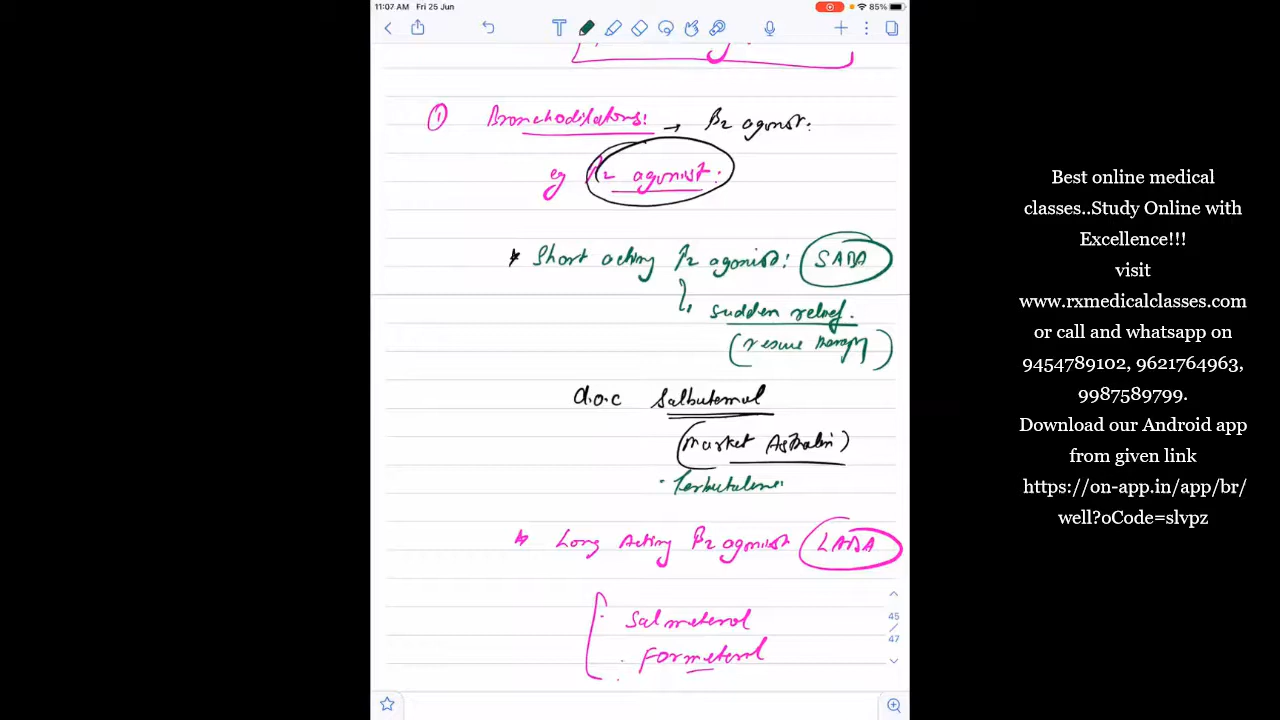 11:07 AM Fri 25 Jun
85%
① Bronchodilators: → β2 agonist.
eg β2 agonist.
* Short acting β2 agonist: SABA
sudden relief.
(rescue therapy)
d.o.c Salbutemol
(market Asthalin)
· Terbutaline.
* Long Acting β2 agonist LABA
· Salmeterol
· Formeterol
45
47
Best online medical
classes..Study Online with
Excellence!!!
visit
www.rxmedicalclasses.com
or call and whatsapp on
9454789102, 9621764963,
9987589799.
Download our Android app
from given link
https://on-app.in/app/br/
well?oCode=slvpz